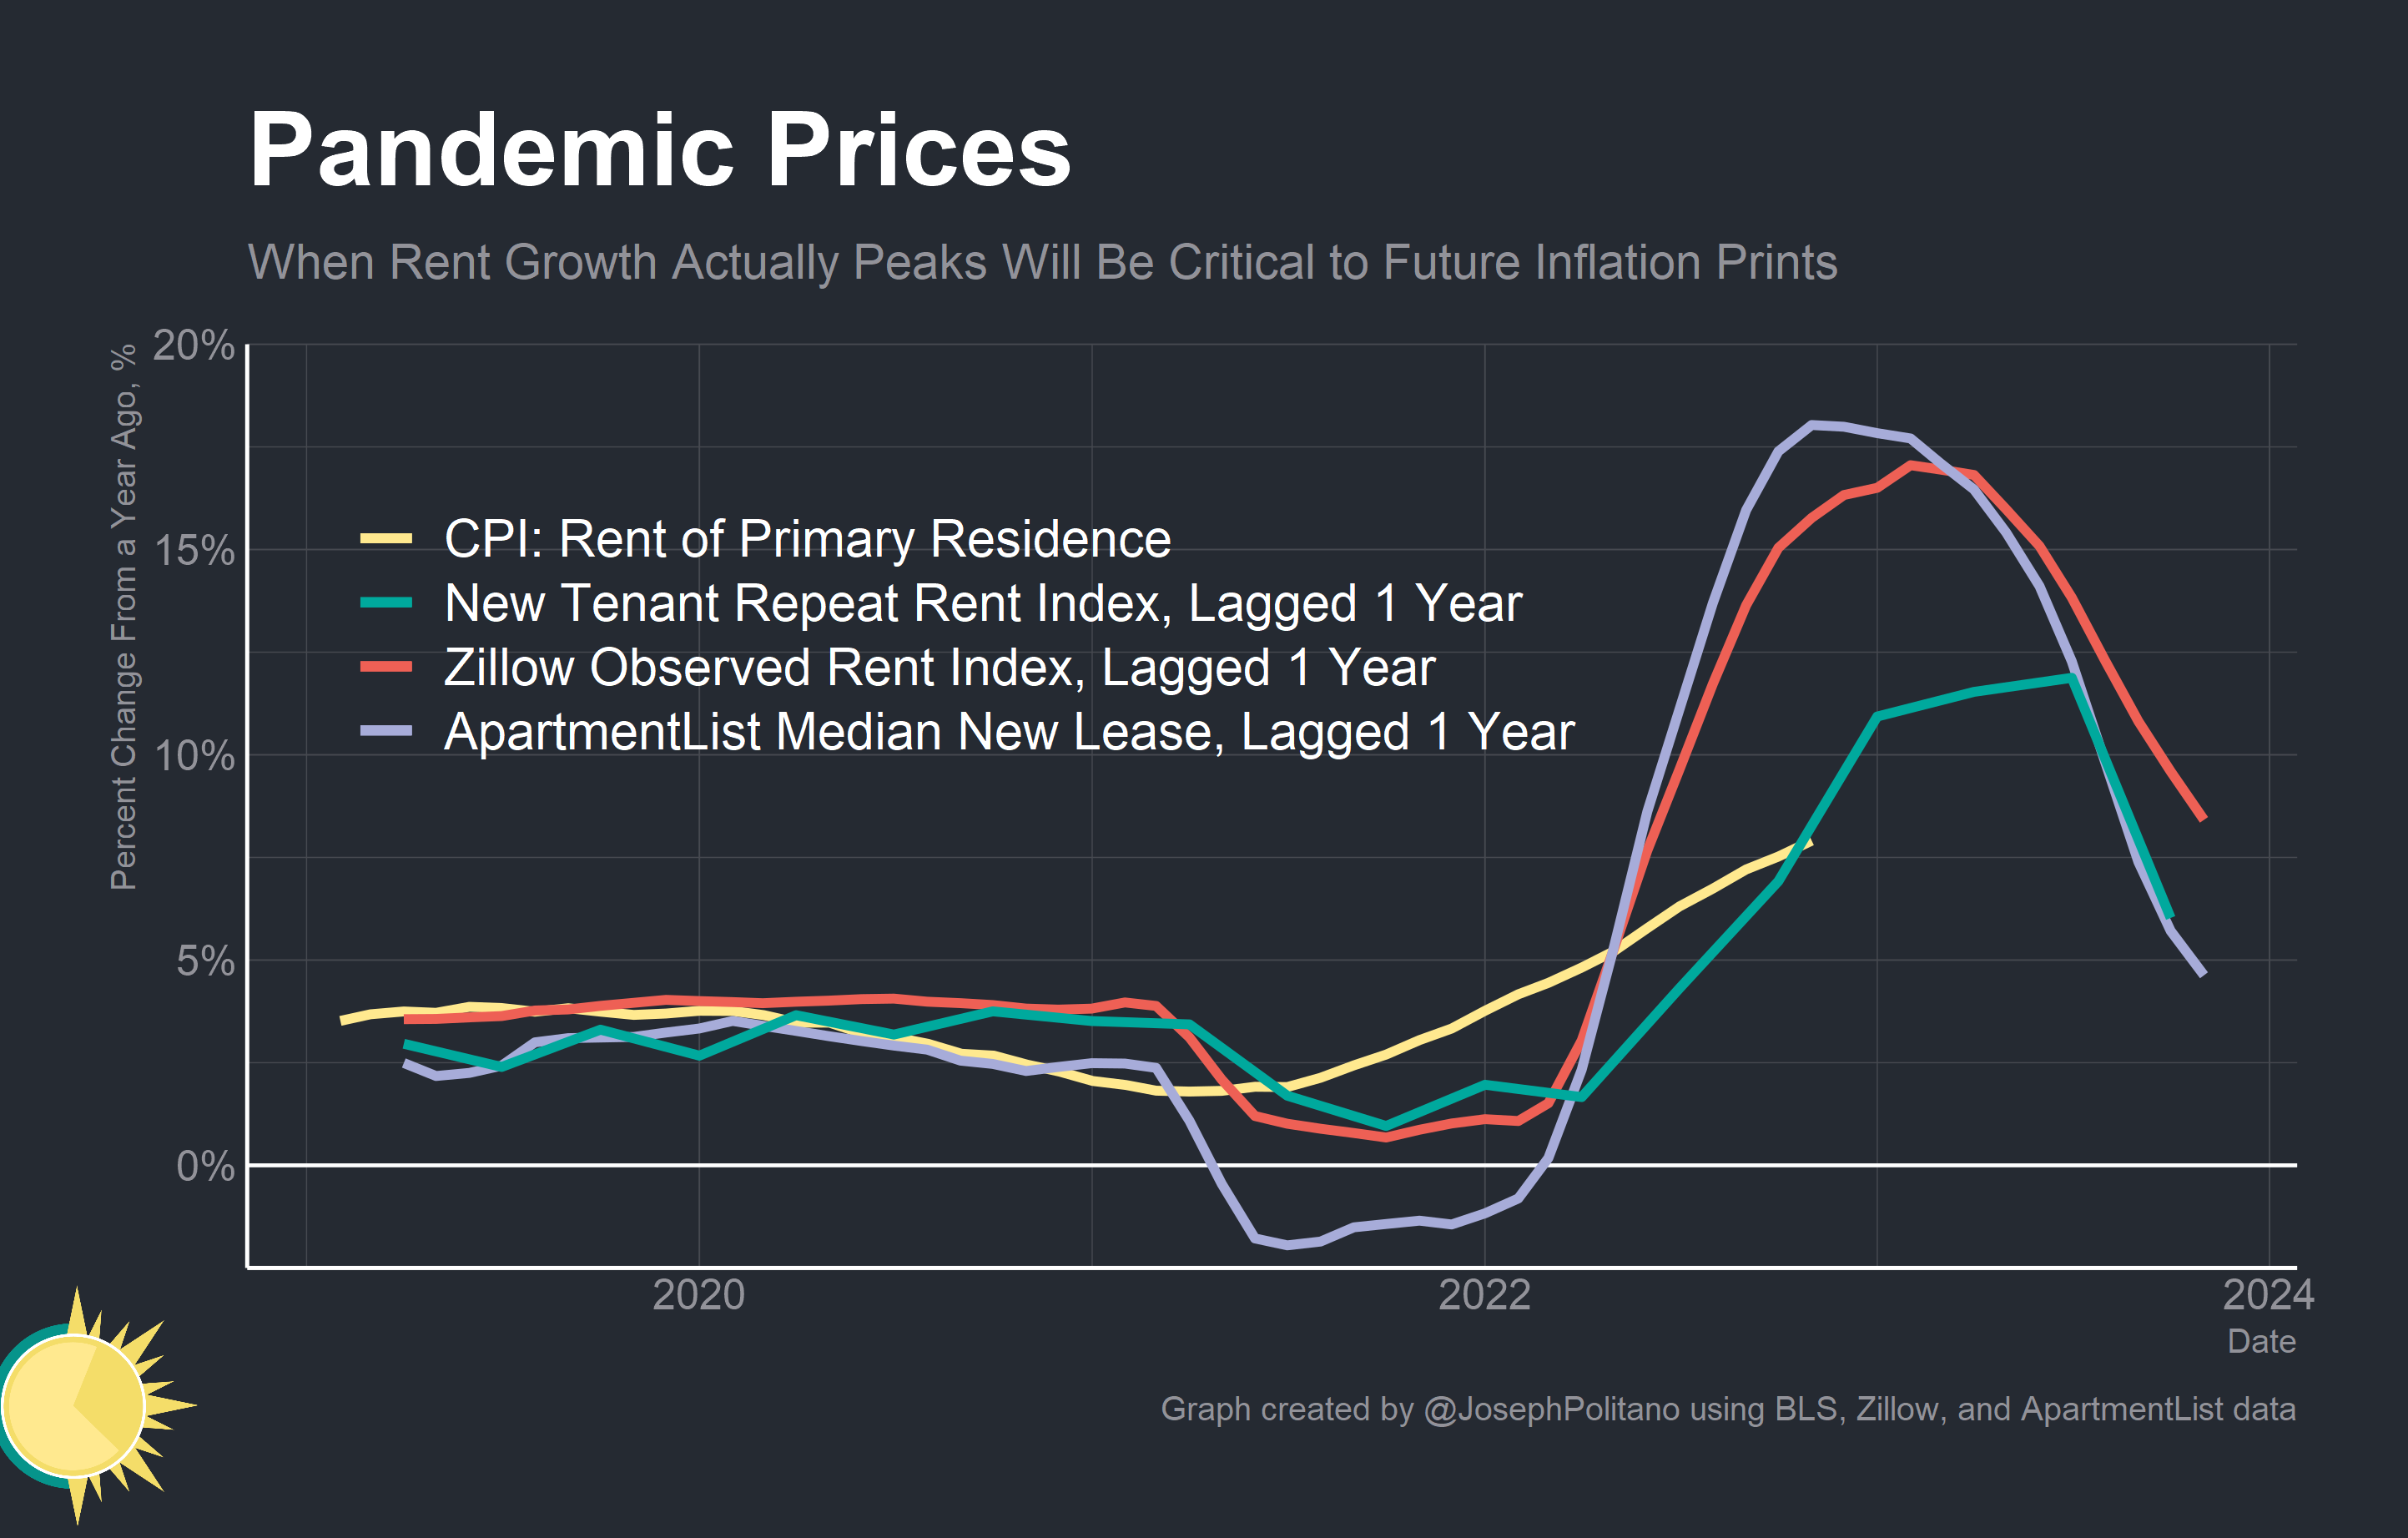 Pandemic Prices
When Rent Growth Actually Peaks Will Be Critical to Future Inflation Prints
Percent Change From a Year Ago, %
20%
15%
10%
5%
0%
CPI: Rent of Primary Residence
New Tenant Repeat Rent Index, Lagged 1 Year
Zillow Observed Rent Index, Lagged 1 Year
ApartmentList Median New Lease, Lagged 1 Year
2020
2022
2024
Date
Graph created by @JosephPolitano using BLS, Zillow, and ApartmentList data